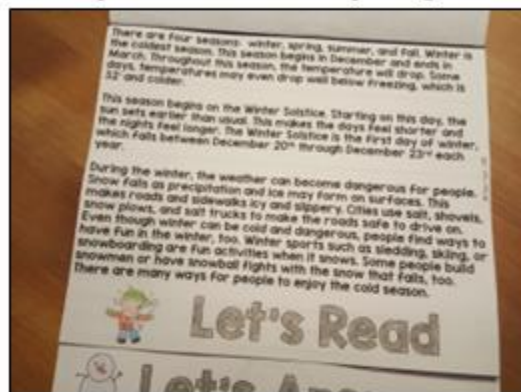 There are four seasons: winter, spring, summer, and fall. Winter is
the coldest season. This season begins in December and ends in
March. Throughout this season, the temperature will drop. Some
days, temperatures may even drop well below freezing, which is
32° and colder.
This season begins on the Winter Solstice. Starting on this day, the
sun sets earlier than usual. This makes the days feel shorter and
the nights feel longer. The Winter Solstice is the first day of winter,
which falls between December 20th through December 23rd each
year.
During the winter, the weather can become dangerous for people.
Snow falls as precipitation and ice may form on surfaces. This
makes roads and sidewalks icy and slippery. Cities use salt, shovels,
snow plows, and salt trucks to make the roads safe to drive on.
Even though winter can be cold and dangerous, people find ways to
have fun in the winter, too. Winter sports such as sledding, skiing, or
snowboarding are fun activities when it snows. Some people build
snowmen or have snowball fights with the snow that falls, too.
There are many ways for people to enjoy the cold season.
Let's Read
Let's